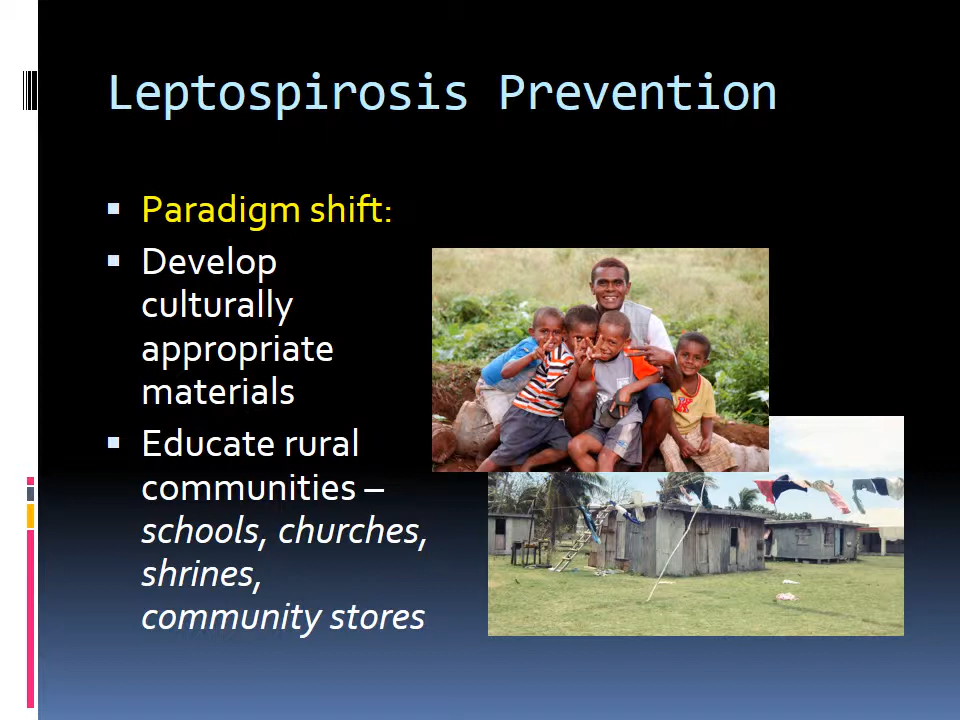 Leptospirosis Prevention
Paradigm shift:
Develop
culturally
appropriate
materials
Educate rural
communities –
schools, churches,
shrines,
community stores